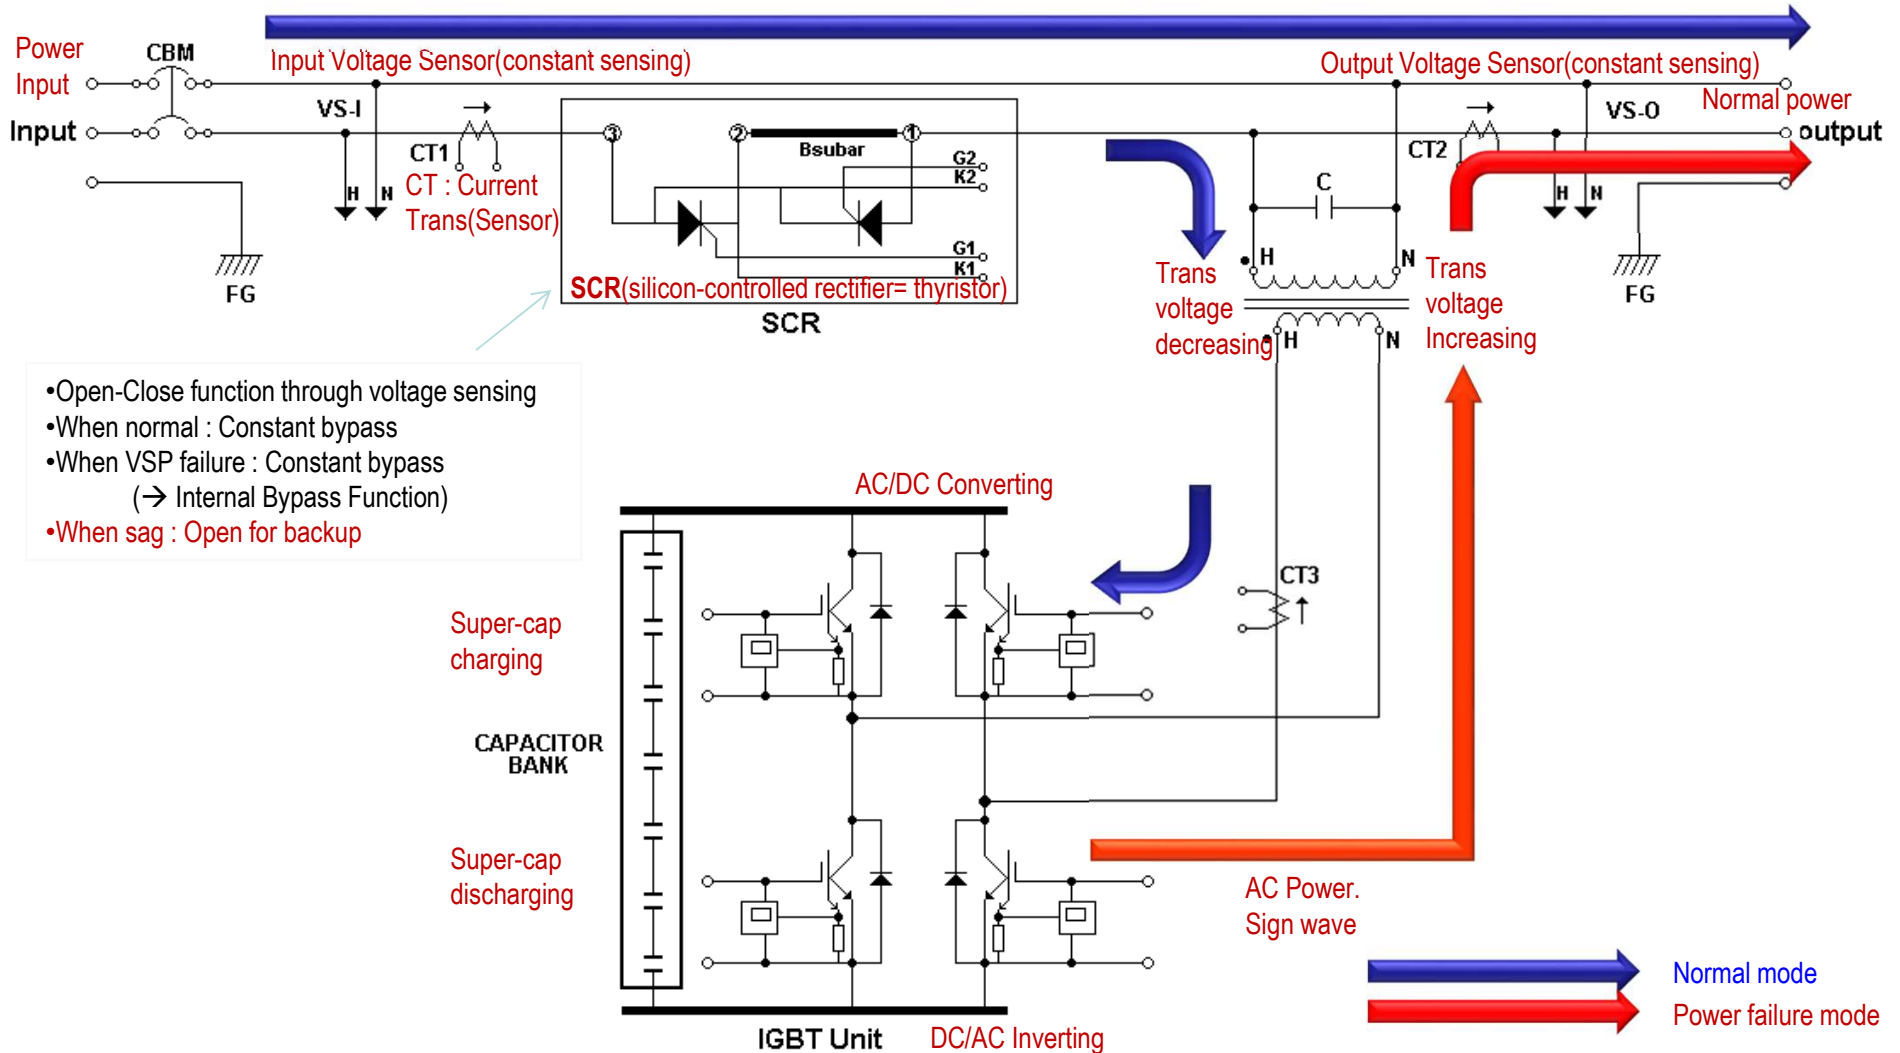 Power
Input
CBM
Input Voltage Sensor(constant sensing)
Output Voltage Sensor(constant sensing)
Normal power
Input
VS-I
CT1
CT : Current
Trans(Sensor)
H
N
FG
3
2
1
Bsubar
G2
K2
G1
K1
SCR(silicon-controlled rectifier= thyristor)
SCR
C
CT2
VS-O
output
H
N
FG
H
N
Trans
voltage
decreasing
Trans
voltage
Increasing
H
N
•Open-Close function through voltage sensing
•When normal : Constant bypass
•When VSP failure : Constant bypass
(→ Internal Bypass Function)
•When sag : Open for backup
AC/DC Converting
CT3
Super-cap
charging
CAPACITOR
BANK
Super-cap
discharging
AC Power.
Sign wave
IGBT Unit
DC/AC Inverting
Normal mode
Power failure mode